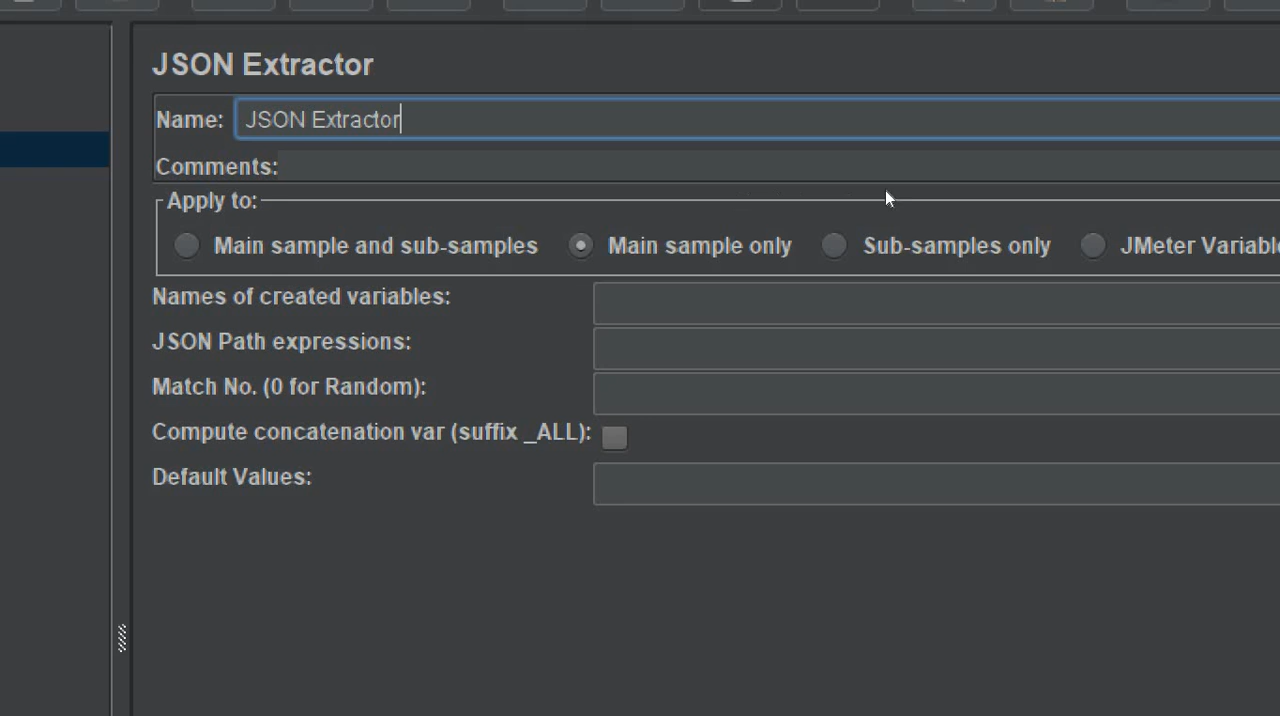 JSON Extractor
Name: JSON Extractor
Comments:
Apply to:
Main sample and sub-samples Main sample only Sub-samples only JMeter Variable
Names of created variables:
JSON Path expressions:
Match No. (0 for Random):
Compute concatenation var (suffix _ALL):
Default Values: